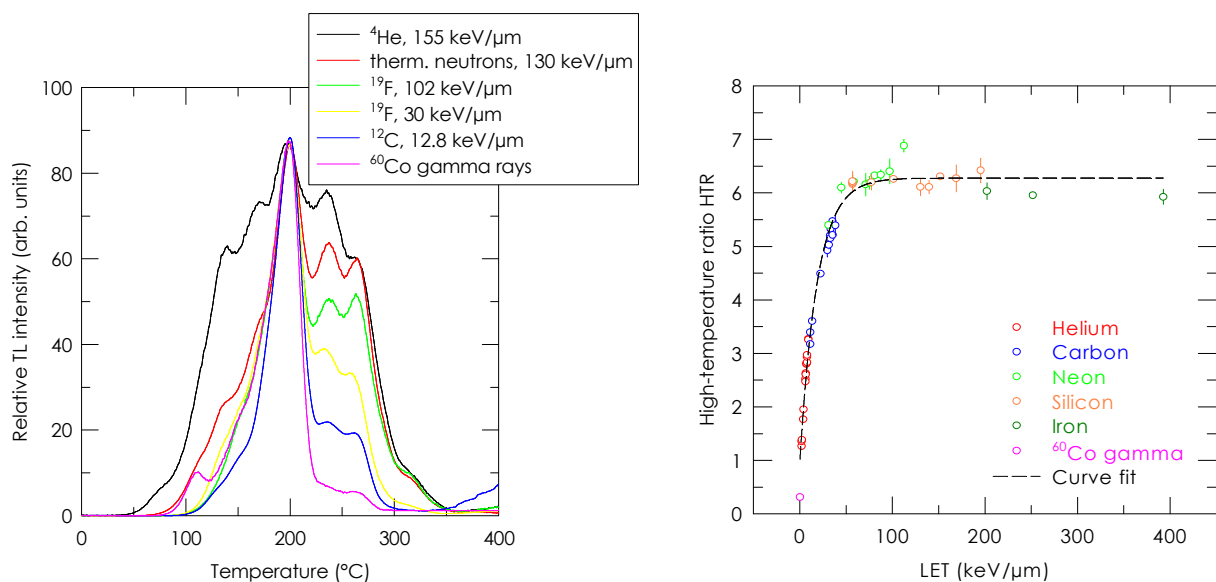 ⁴He, 155 keV/µm
therm. neutrons, 130 keV/µm
¹⁹F, 102 keV/µm
¹⁹F, 30 keV/µm
¹²C, 12.8 keV/µm
⁶⁰Co gamma rays
100
80
60
40
20
0
Relative TL intensity (arb. units)
0 100 200 300 400
Temperature (°C)
8
7
6
5
4
3
2
1
0
High-temperature ratio HTR
Helium
Carbon
Neon
Silicon
Iron
⁶⁰Co gamma
Curve fit
0 100 200 300 400
LET (keV/µm)